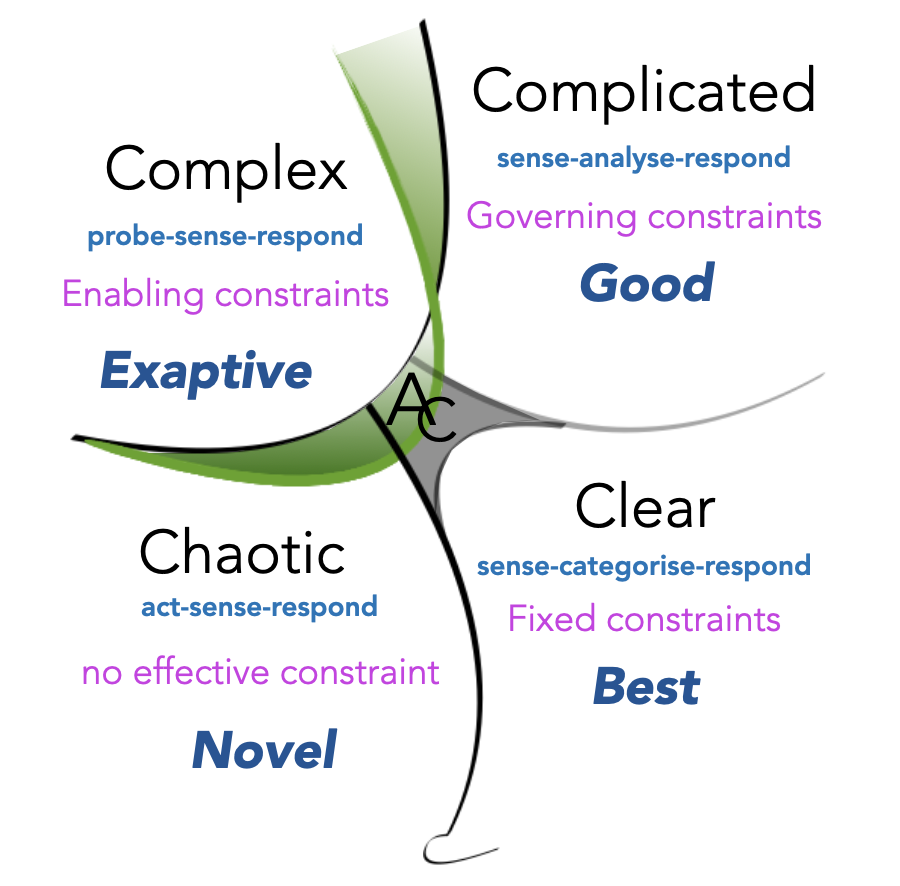 Complex
probe-sense-respond
Enabling constraints
Exaptive
Complicated
sense-analyse-respond
Governing constraints
Good
A
C
Chaotic
act-sense-respond
no effective constraint
Novel
Clear
sense-categorise-respond
Fixed constraints
Best